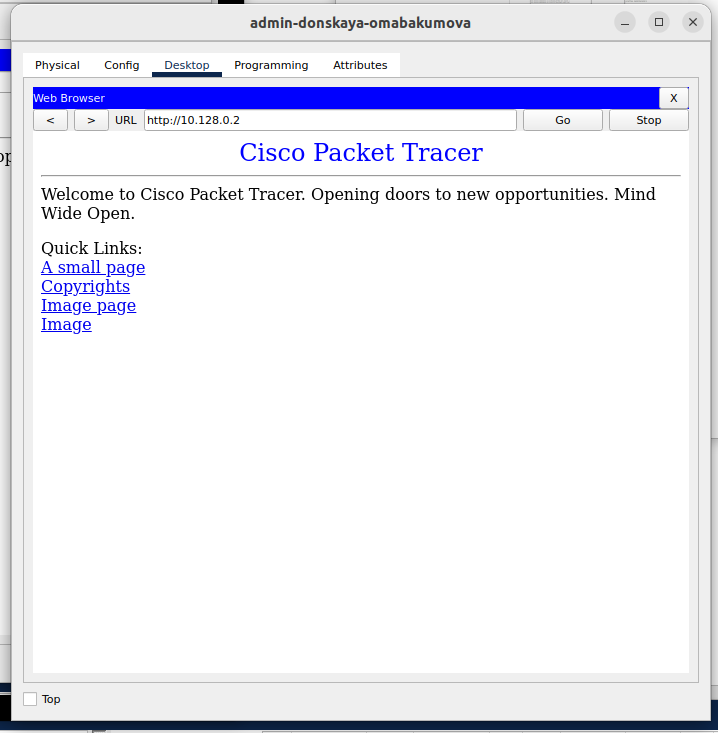 admin-donskaya-omabakumova
Physical Config Desktop Programming Attributes
Web Browser X
< > URL http://10.128.0.2 Go Stop
Cisco Packet Tracer
Welcome to Cisco Packet Tracer. Opening doors to new opportunities. Mind
Wide Open.
Quick Links:
A small page
Copyrights
Image page
Image
Top